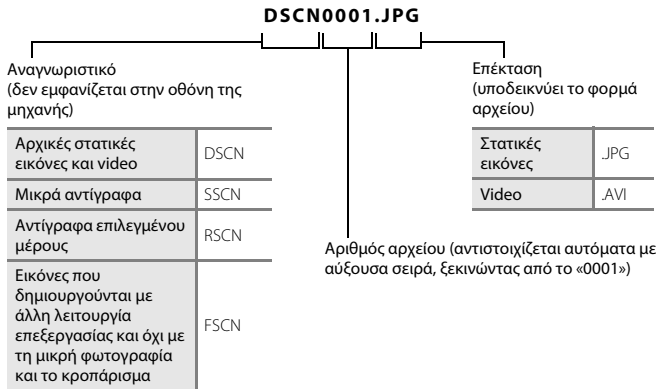 DSCN0001.JPG
Αναγνωριστικό
(δεν εμφανίζεται στην οθόνη της
μηχανής)
Αρχικές στατικές
εικόνες και video
DSCN
Μικρά αντίγραφα
SSCN
Αντίγραφα επιλεγμένου
μέρους
RSCN
Εικόνες που
δημιουργούνται με
άλλη λειτουργία
επεξεργασίας και όχι με
τη μικρή φωτογραφία
και το κροπάρισμα
FSCN
Επέκταση
(υποδεικνύει το φορμά
αρχείου)
Στατικές
εικόνες
.JPG
Video
.AVI
Αριθμός αρχείου (αντιστοιχίζεται αυτόματα με
αύξουσα σειρά, ξεκινώντας από το «0001»)